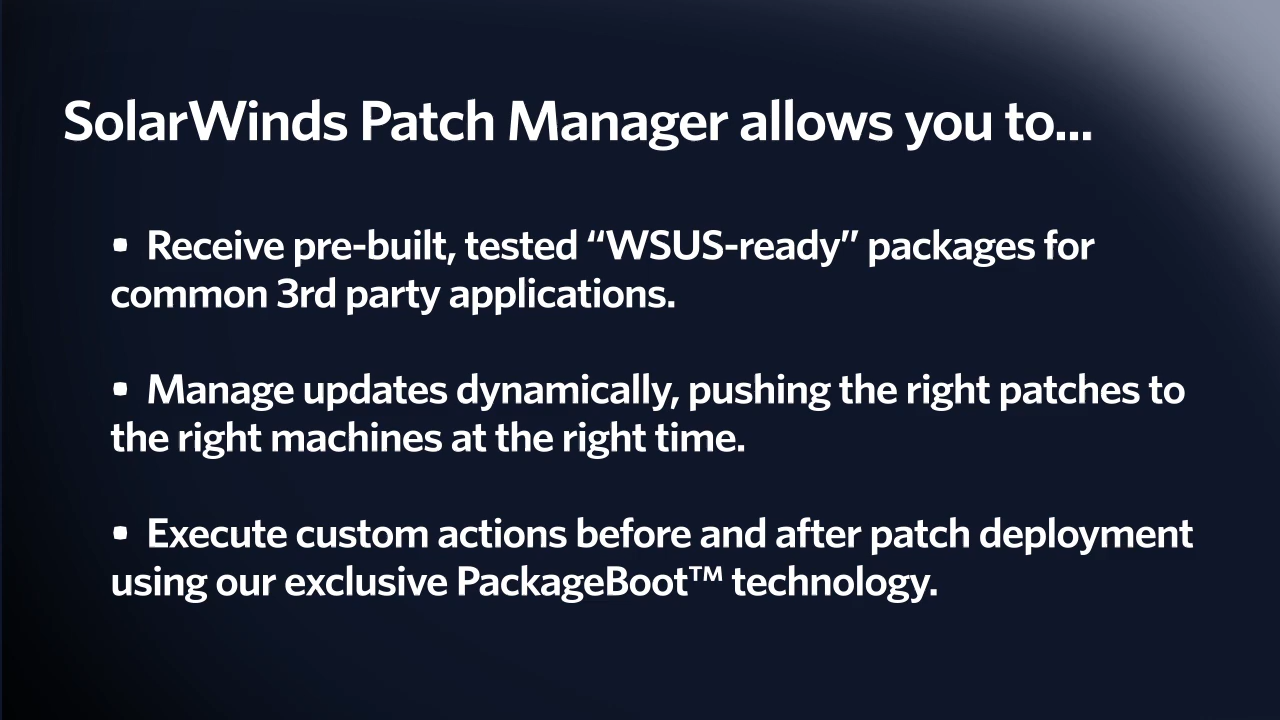 SolarWinds Patch Manager allows you to...
• Receive pre-built, tested “WSUS-ready” packages for
common 3rd party applications.
• Manage updates dynamically, pushing the right patches to
the right machines at the right time.
• Execute custom actions before and after patch deployment
using our exclusive PackageBoot™ technology.